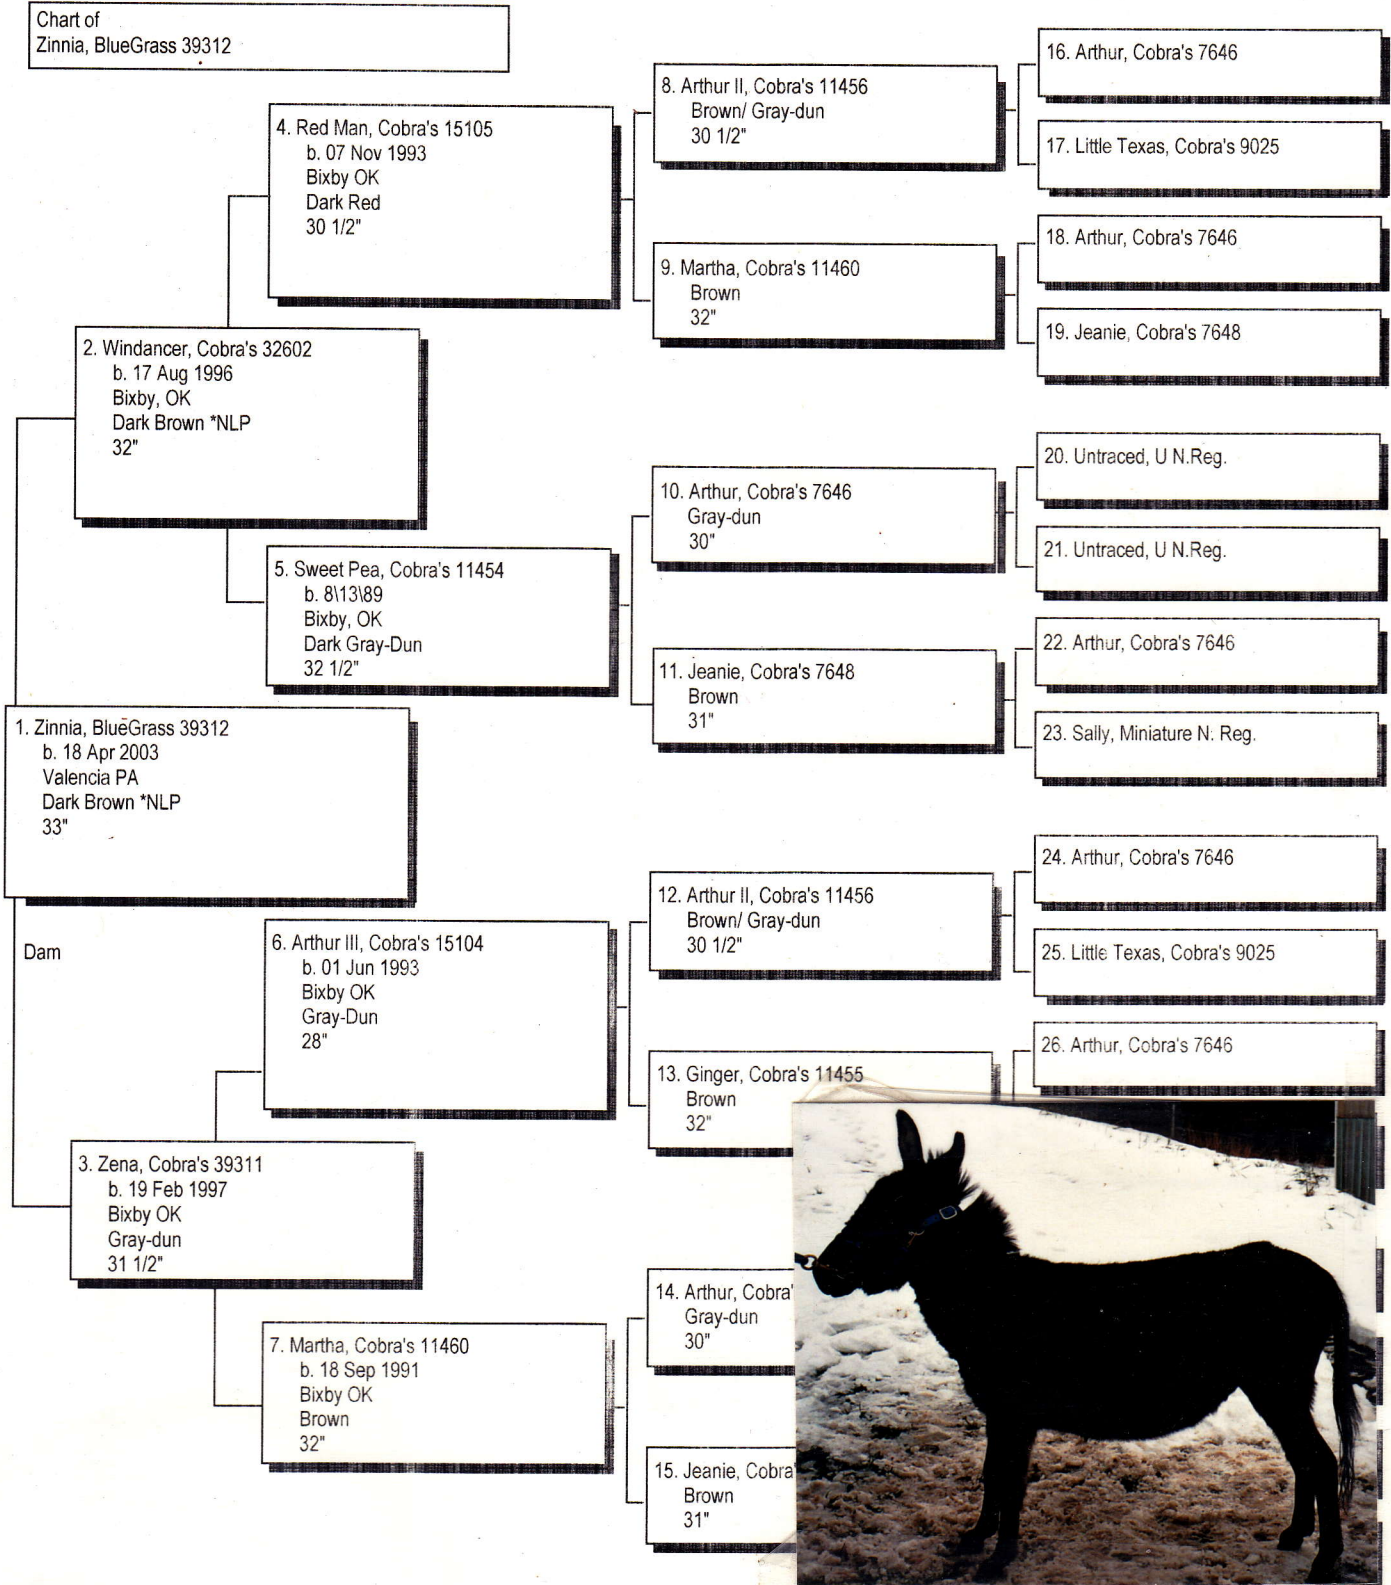 Chart of
Zinnia, BlueGrass 39312
1. Zinnia, BlueGrass 39312
b. 18 Apr 2003
Valencia PA
Dark Brown *NLP
33"
Dam
2. Windancer, Cobra's 32602
b. 17 Aug 1996
Bixby, OK
Dark Brown *NLP
32"
3. Zena, Cobra's 39311
b. 19 Feb 1997
Bixby OK
Gray-dun
31 1/2"
4. Red Man, Cobra's 15105
b. 07 Nov 1993
Bixby OK
Dark Red
30 1/2"
5. Sweet Pea, Cobra's 11454
b. 8\13\89
Bixby, OK
Dark Gray-Dun
32 1/2"
6. Arthur III, Cobra's 15104
b. 01 Jun 1993
Bixby OK
Gray-Dun
28"
7. Martha, Cobra's 11460
b. 18 Sep 1991
Bixby OK
Brown
32"
8. Arthur II, Cobra's 11456
Brown/ Gray-dun
30 1/2"
9. Martha, Cobra's 11460
Brown
32"
10. Arthur, Cobra's 7646
Gray-dun
30"
11. Jeanie, Cobra's 7648
Brown
31"
12. Arthur II, Cobra's 11456
Brown/ Gray-dun
30 1/2"
13. Ginger, Cobra's 11455
Brown
32"
14. Arthur, Cobra'
Gray-dun
30"
15. Jeanie, Cobra'
Brown
31"
16. Arthur, Cobra's 7646
17. Little Texas, Cobra's 9025
18. Arthur, Cobra's 7646
19. Jeanie, Cobra's 7648
20. Untraced, U N.Reg.
21. Untraced, U N.Reg.
22. Arthur, Cobra's 7646
23. Sally, Miniature N. Reg.
24. Arthur, Cobra's 7646
25. Little Texas, Cobra's 9025
26. Arthur, Cobra's 7646